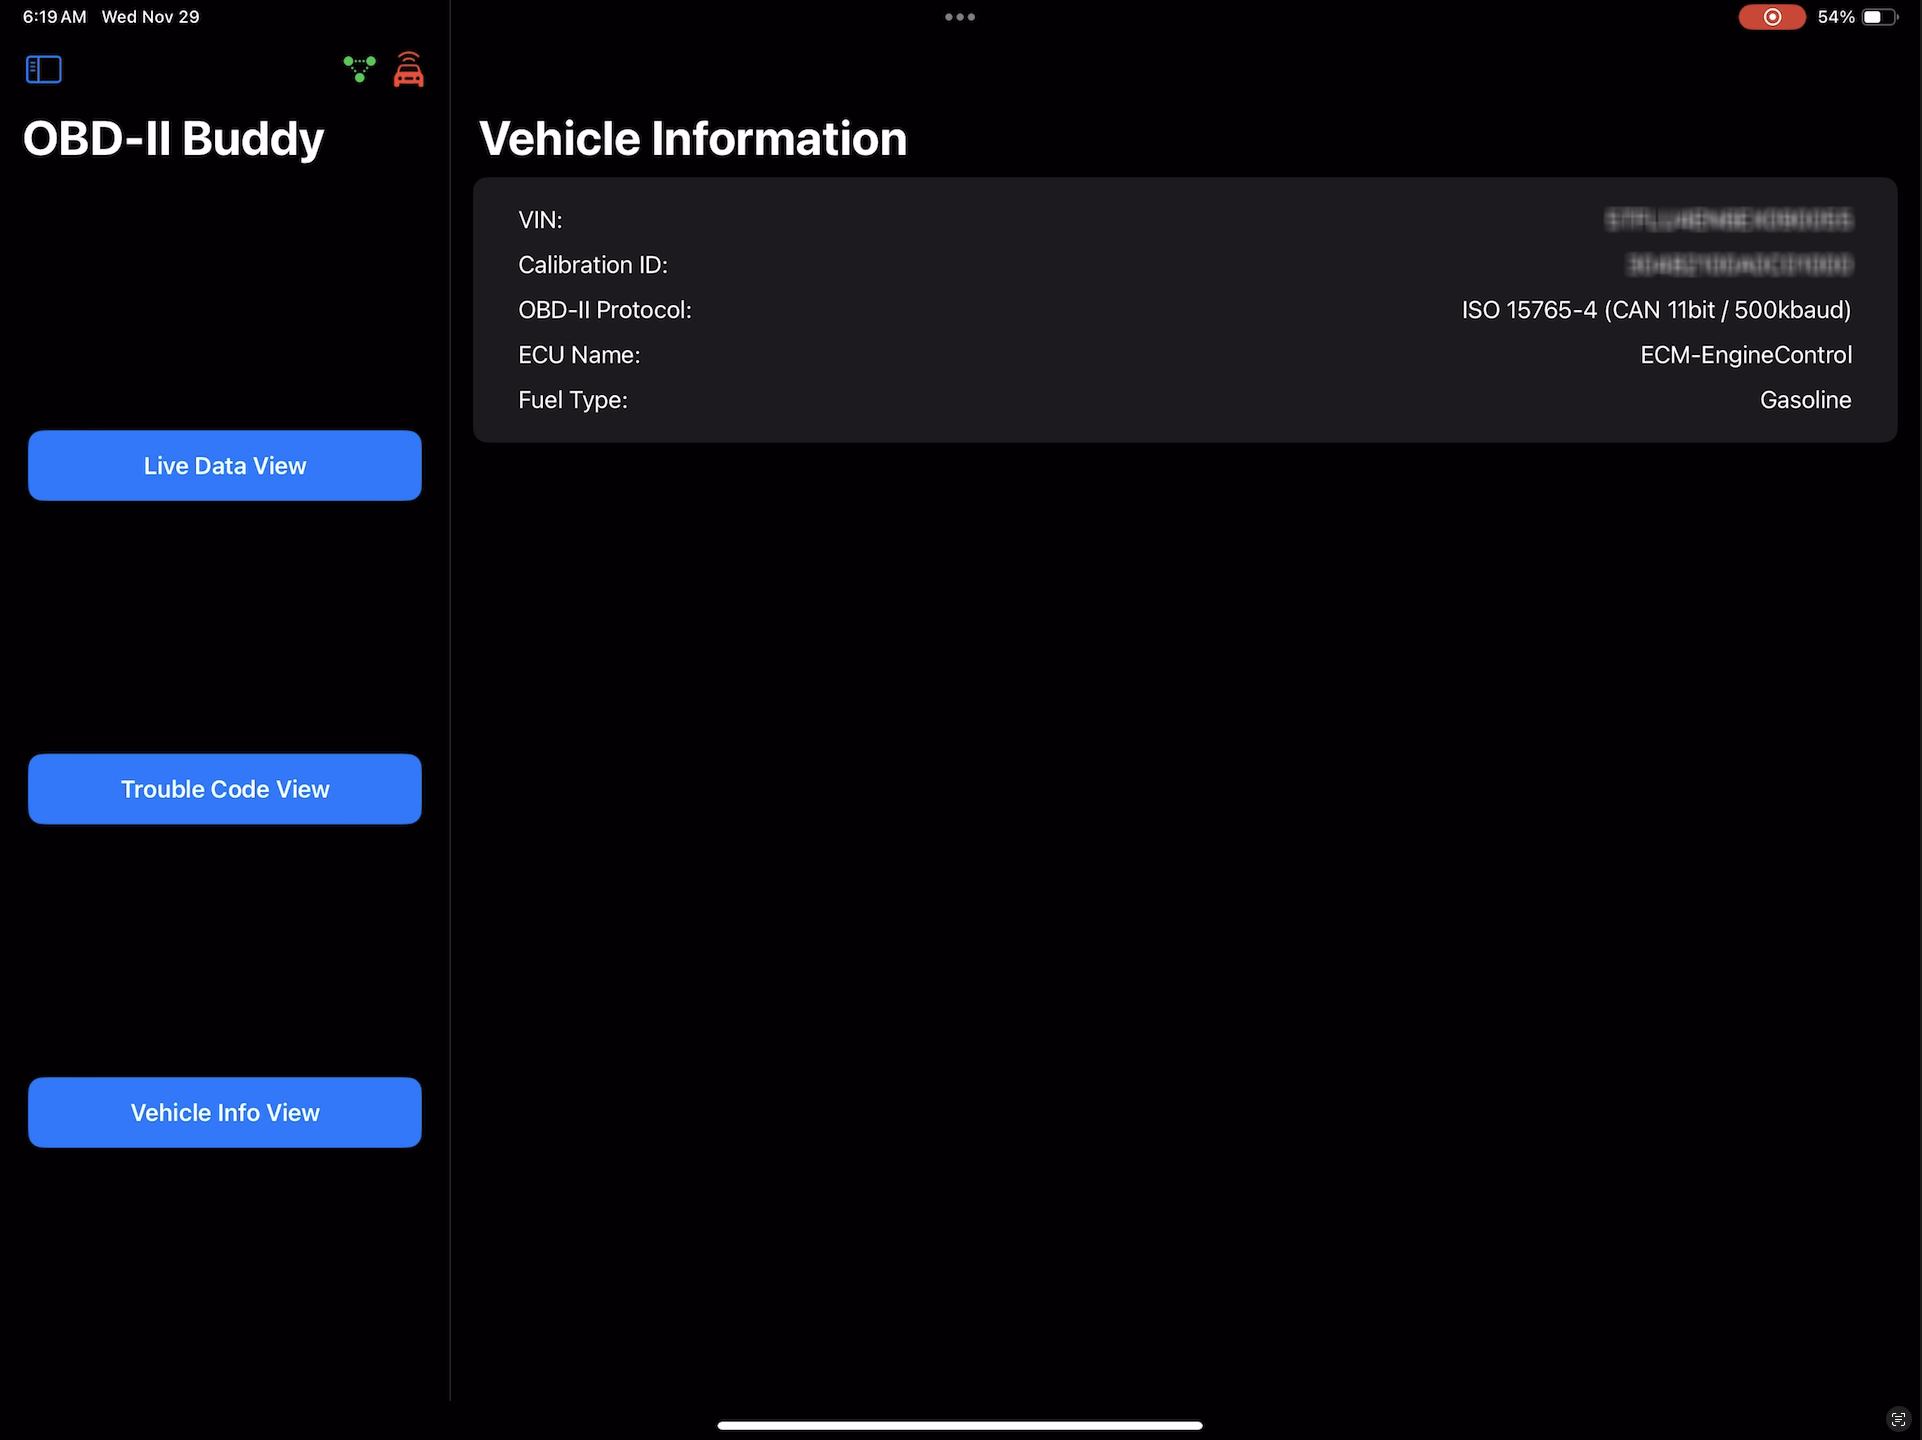 6:19 AM Wed Nov 29
54%
OBD-II Buddy
Vehicle Information
VIN:
Calibration ID:
OBD-II Protocol: ISO 15765-4 (CAN 11bit / 500kbaud)
ECU Name: ECM-EngineControl
Fuel Type: Gasoline
Live Data View
Trouble Code View
Vehicle Info View